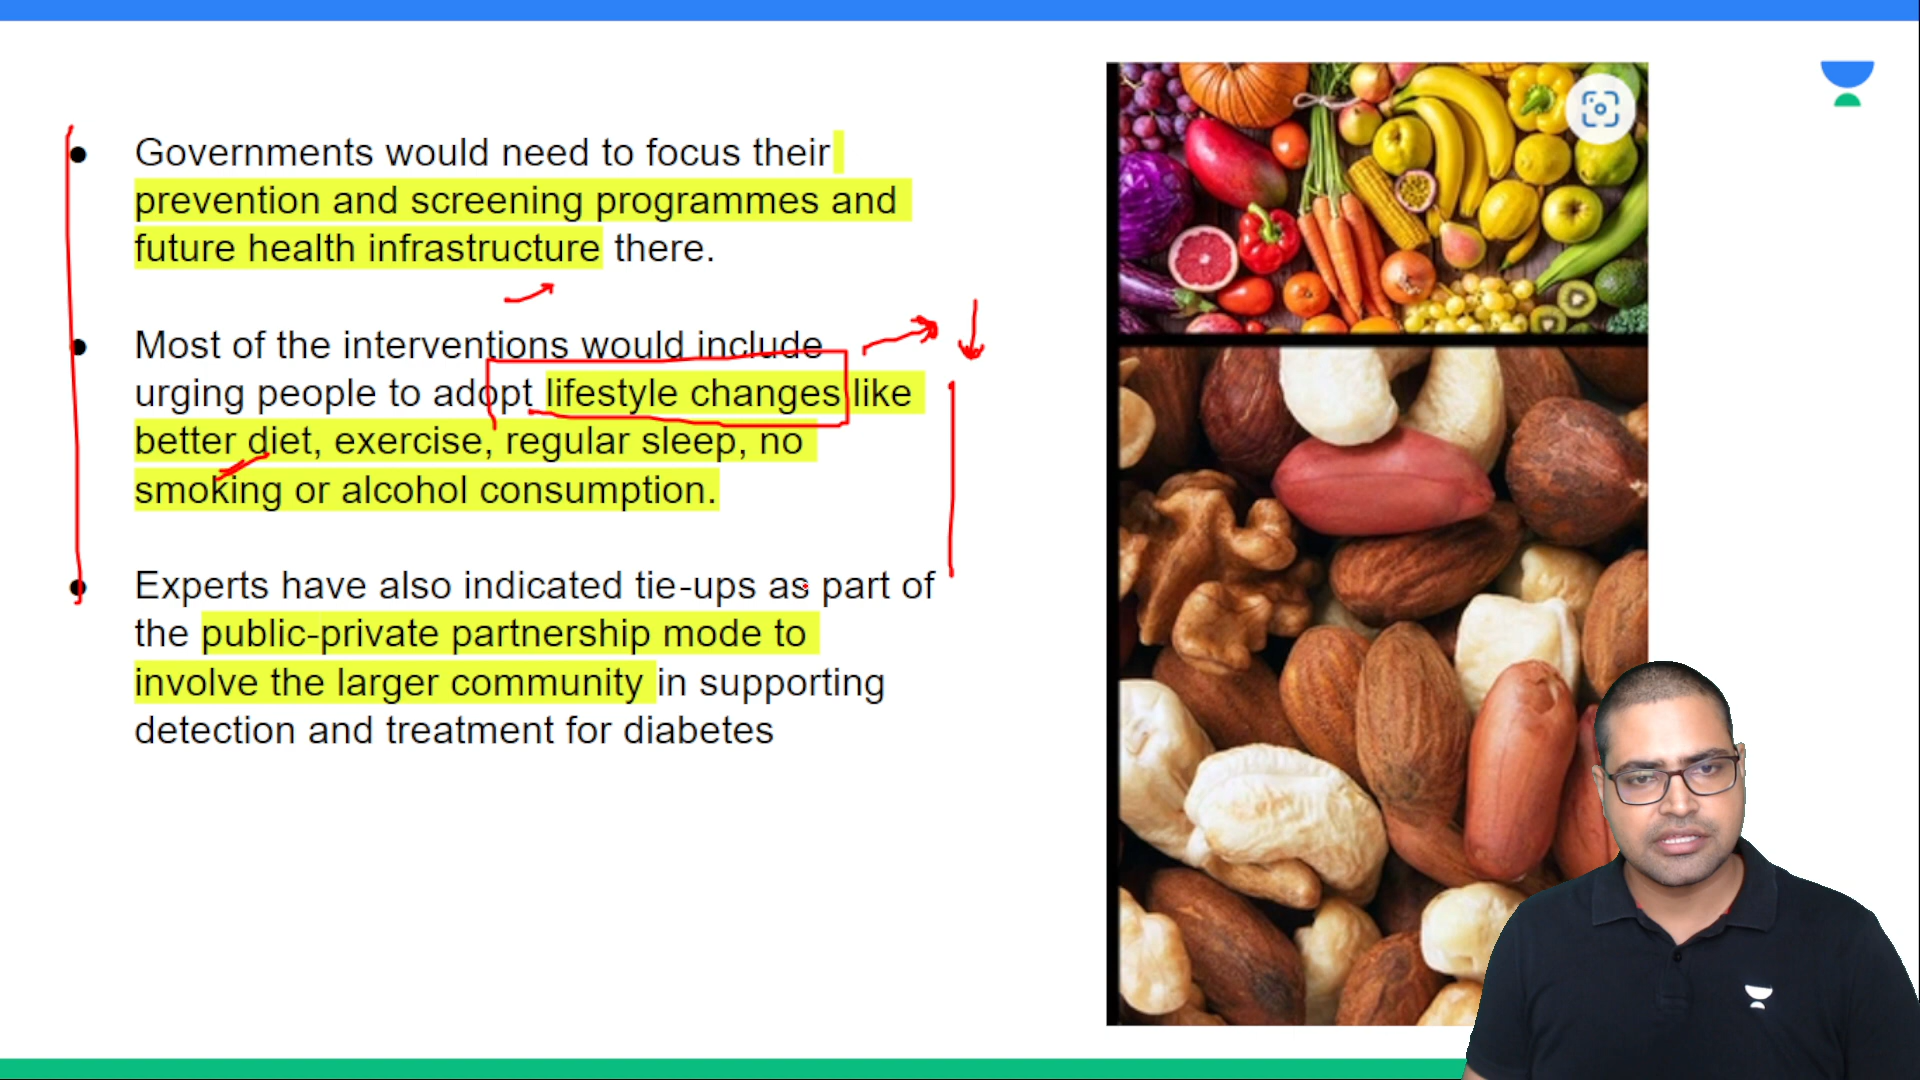 Governments would need to focus their
prevention and screening programmes and
future health infrastructure there.
Most of the interventions would include
urging people to adopt lifestyle changes like
better diet, exercise, regular sleep, no
smoking or alcohol consumption.
Experts have also indicated tie-ups as part of
the public-private partnership mode to
involve the larger community in supporting
detection and treatment for diabetes